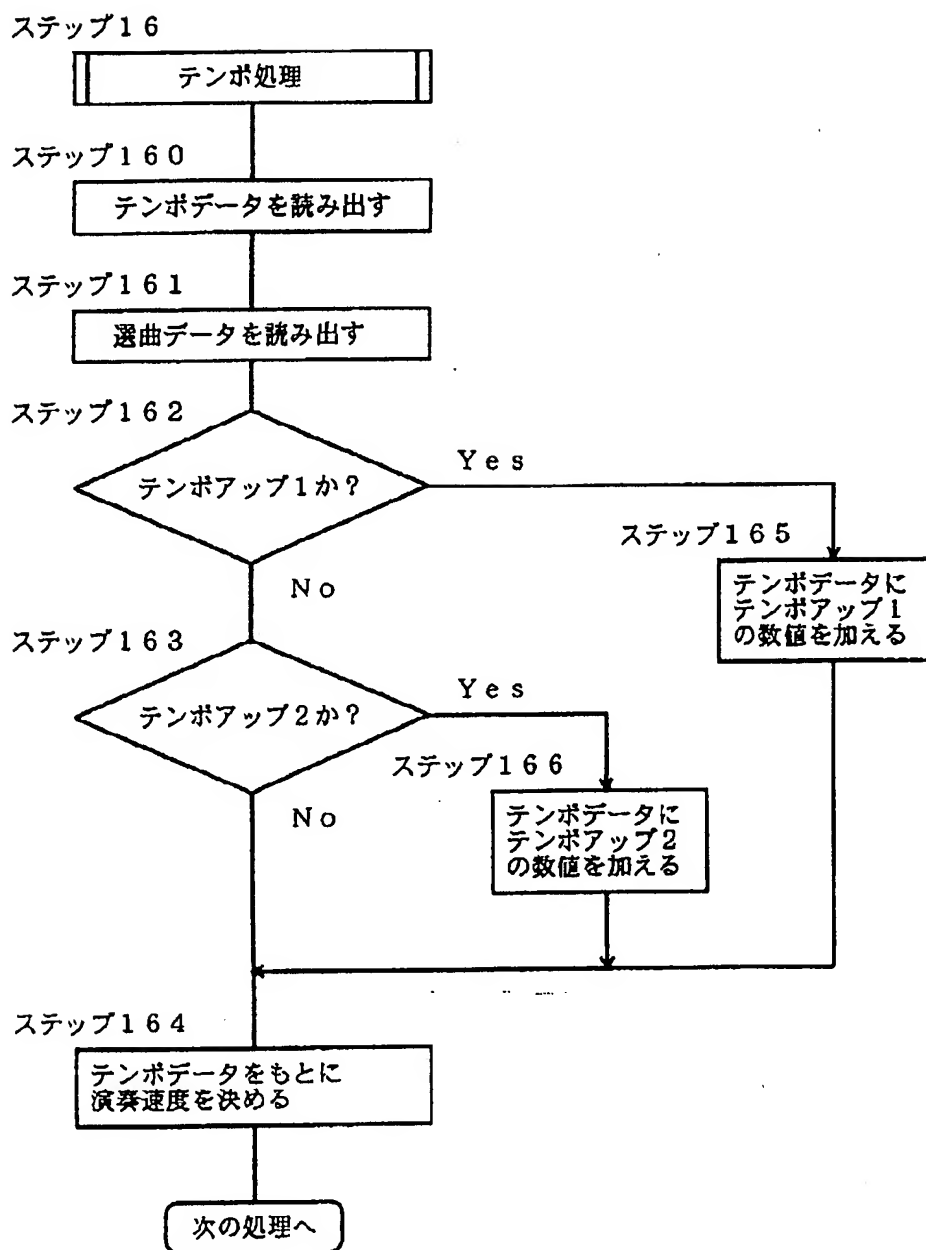 ステップ16
テンポ処理
ステップ160
テンポデータを読み出す
ステップ161
選曲データを読み出す
ステップ162
テンポアップ1か?
Yes
No
ステップ165
テンポデータに
テンポアップ1
の数値を加える
ステップ163
テンポアップ2か?
Yes
No
ステップ166
テンポデータに
テンポアップ2
の数値を加える
ステップ164
テンポデータをもとに
演奏速度を決める
次の処理へ